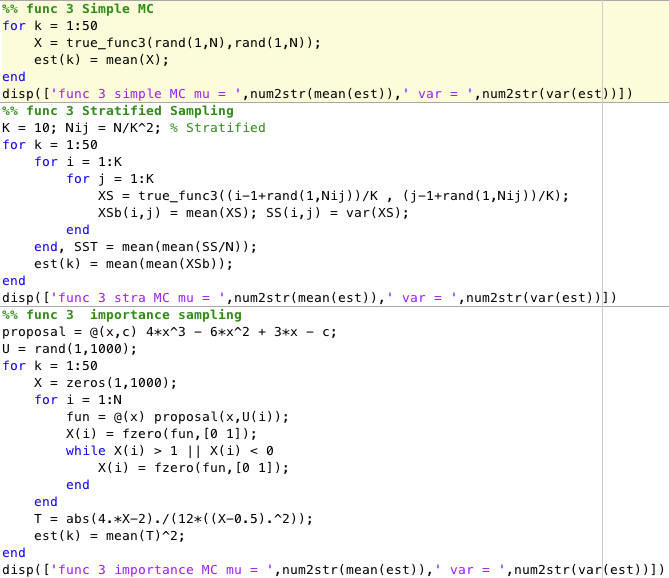 %% func 3 Simple MC
for k = 1:50
    X = true_func3(rand(1,N),rand(1,N));
    est(k) = mean(X);
end
disp(['func 3 simple MC mu = ',num2str(mean(est)),' var = ',num2str(var(est))])
%% func 3 Stratified Sampling
K = 10; Nij = N/K^2; % Stratified
for k = 1:50
    for i = 1:K
        for j = 1:K
            XS = true_func3((i-1+rand(1,Nij))/K , (j-1+rand(1,Nij))/K);
            XSb(i,j) = mean(XS); SS(i,j) = var(XS);
        end
    end, SST = mean(mean(SS/N));
    est(k) = mean(mean(XSb));
end
disp(['func 3 stra MC mu = ',num2str(mean(est)),' var = ',num2str(var(est))])
%% func 3  importance sampling
proposal = @(x,c) 4*x^3 - 6*x^2 + 3*x - c;
U = rand(1,1000);
for k = 1:50
    X = zeros(1,1000);
    for i = 1:N
        fun = @(x) proposal(x,U(i));
        X(i) = fzero(fun,[0 1]);
        while X(i) > 1 || X(i) < 0
            X(i) = fzero(fun,[0 1]);
        end
    end
    T = abs(4.*X-2)./(12*((X-0.5).^2));
    est(k) = mean(T)^2;
end
disp(['func 3 importance MC mu = ',num2str(mean(est)),' var = ',num2str(var(est))])